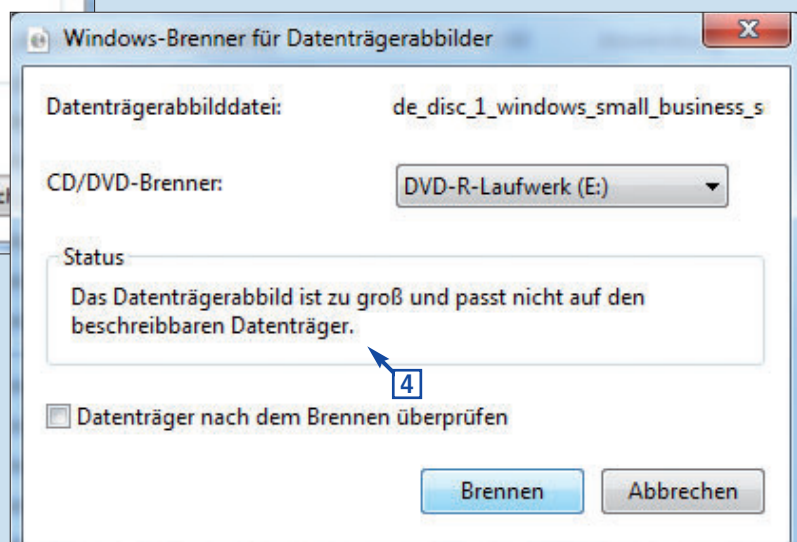 Windows-Brenner für Datenträgerabbilder
Datenträgerabbilddatei: de_disc_1_windows_small_business_s
CD/DVD-Brenner: DVD-R-Laufwerk (E:)
Status
Das Datenträgerabbild ist zu groß und passt nicht auf den
beschreibbaren Datenträger.
4
Datenträger nach dem Brennen überprüfen
Brennen Abbrechen